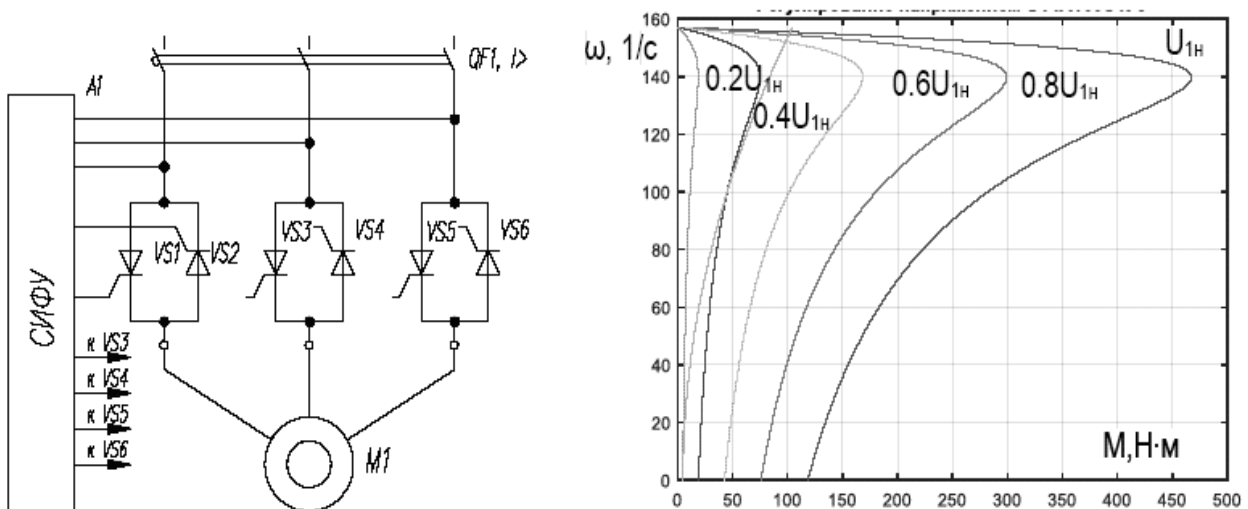 QF1, I>
A1
VS1
VS2
VS3
VS4
VS5
VS6
СИФУ
к VS3
к VS4
к VS5
к VS6
M1
160
140
120
100
80
60
40
20
0
ω, 1/с
0.2U1н
0.4U1н
0.6U1н
0.8U1н
U1н
М,Н·м
0 50 100 150 200 250 300 350 400 450 500